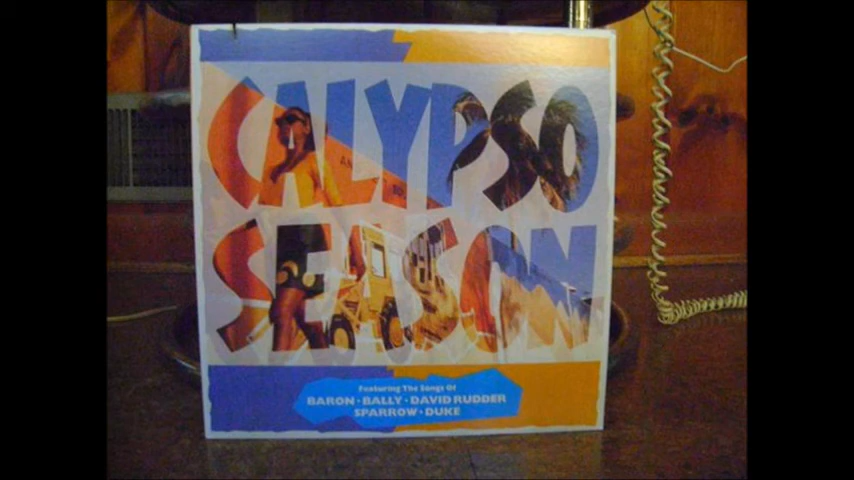 CALYPSO
SEASON
Featuring The Songs Of
BARON • BALLY • DAVID RUDDER
SPARROW • DUKE